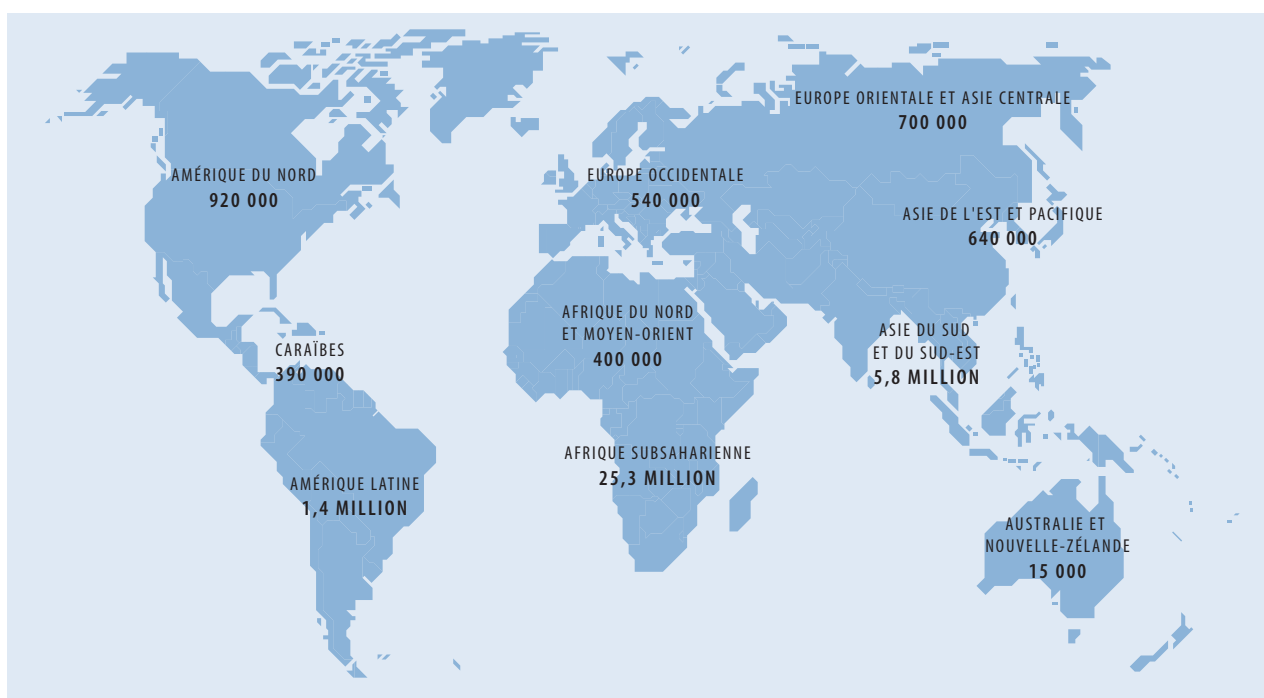 EUROPE ORIENTALE ET ASIE CENTRALE
700 000
AMÉRIQUE DU NORD
920 000
EUROPE OCCIDENTALE
540 000
ASIE DE L'EST ET PACIFIQUE
640 000
AFRIQUE DU NORD
ET MOYEN-ORIENT
400 000
ASIE DU SUD
ET DU SUD-EST
5,8 MILLION
CARAÏBES
390 000
AFRIQUE SUBSAHARIENNE
25,3 MILLION
AMÉRIQUE LATINE
1,4 MILLION
AUSTRALIE ET
NOUVELLE-ZÉLANDE
15 000